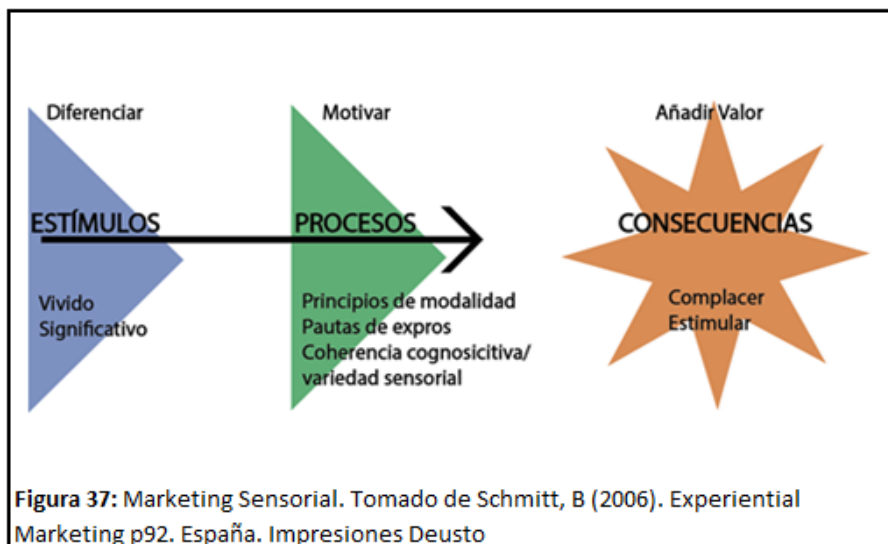 Diferenciar
Motivar
Añadir Valor
ESTÍMULOS
PROCESOS
CONSECUENCIAS
Vivido
Significativo
Principios de modalidad
Pautas de expros
Coherencia cognosicitiva/
variedad sensorial
Complacer
Estimular
Figura 37: Marketing Sensorial. Tomado de Schmitt, B (2006). Experiential
Marketing p92. España. Impresiones Deusto